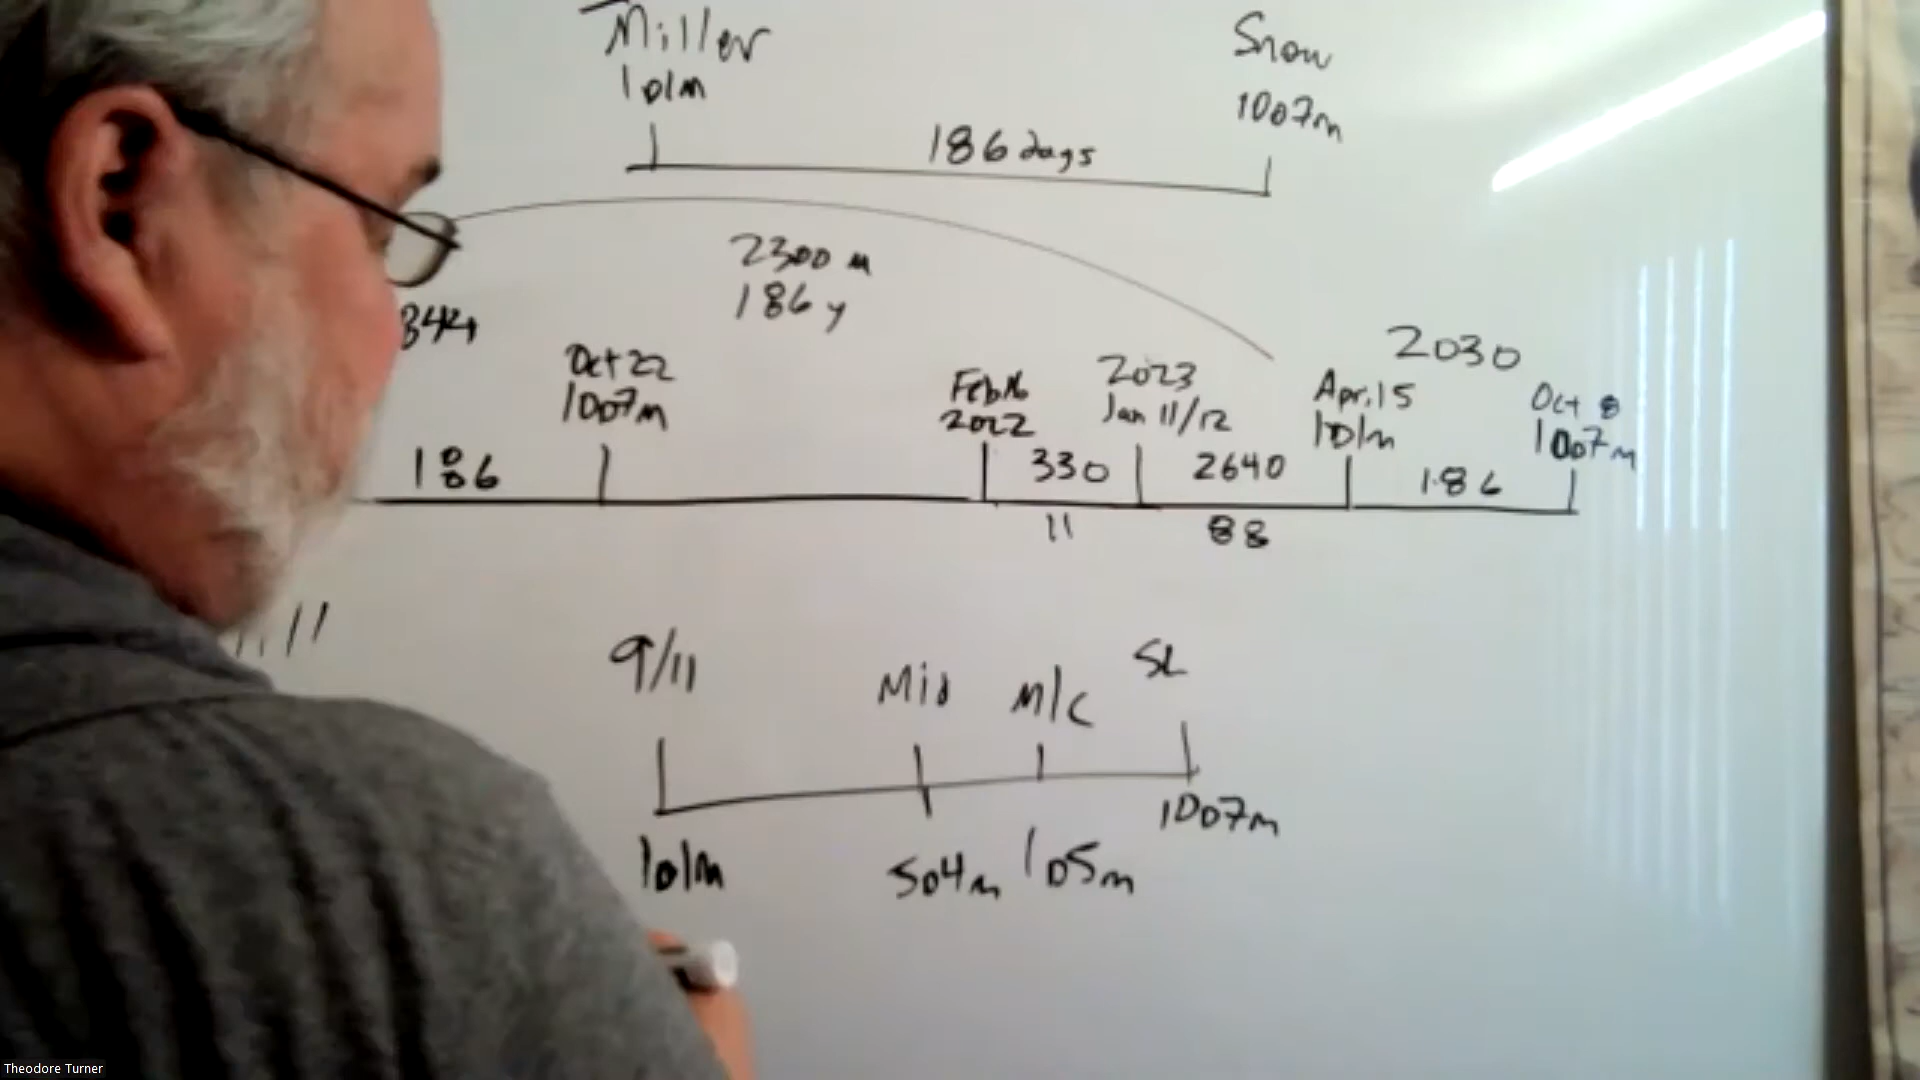 Miller
101m
Snow
1007m
186 days
2300 m
186 y
844
Oct 22
1007m
Feb 16
2022
2023
Jan 11/12
2030
Apr. 15
101m
Oct 8
1007m
186
330
2640
186
11
88
9/11
Mid
M/C
SL
101m
504m
105m
1007m
Theodore Turner